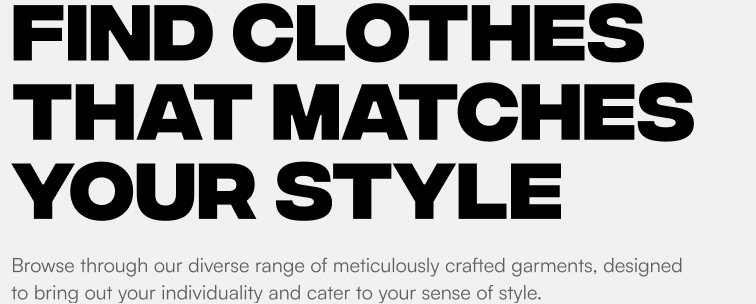 FIND CLOTHES
THAT MATCHES
YOUR STYLE
Browse through our diverse range of meticulously crafted garments, designed
to bring out your individuality and cater to your sense of style.